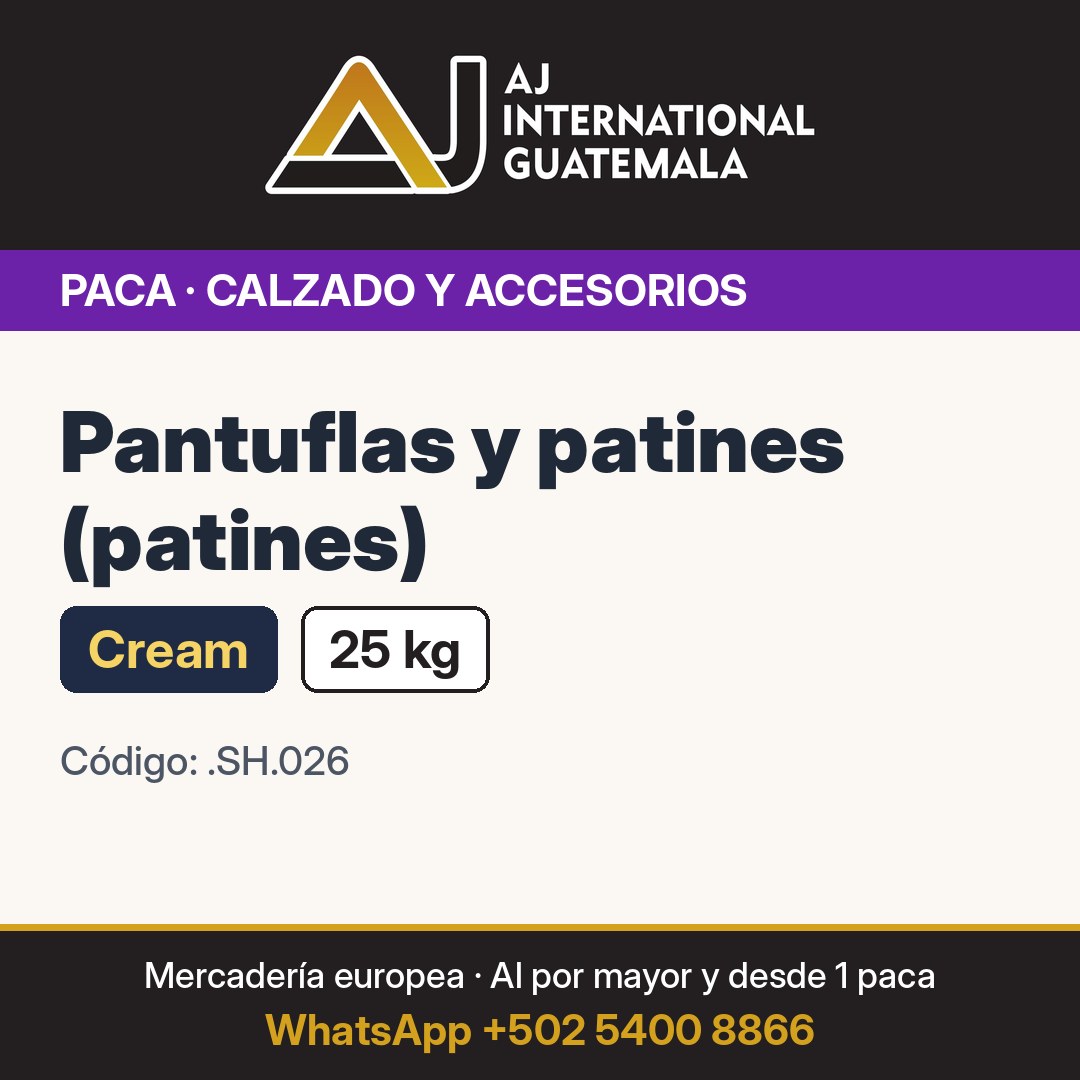 AJ
INTERNATIONAL
GUATEMALA
PACA · CALZADO Y ACCESORIOS
Pantuflas y patines
(patines)
Cream
25 kg
Código: .SH.026
Mercadería europea · Al por mayor y desde 1 paca
WhatsApp +502 5400 8866